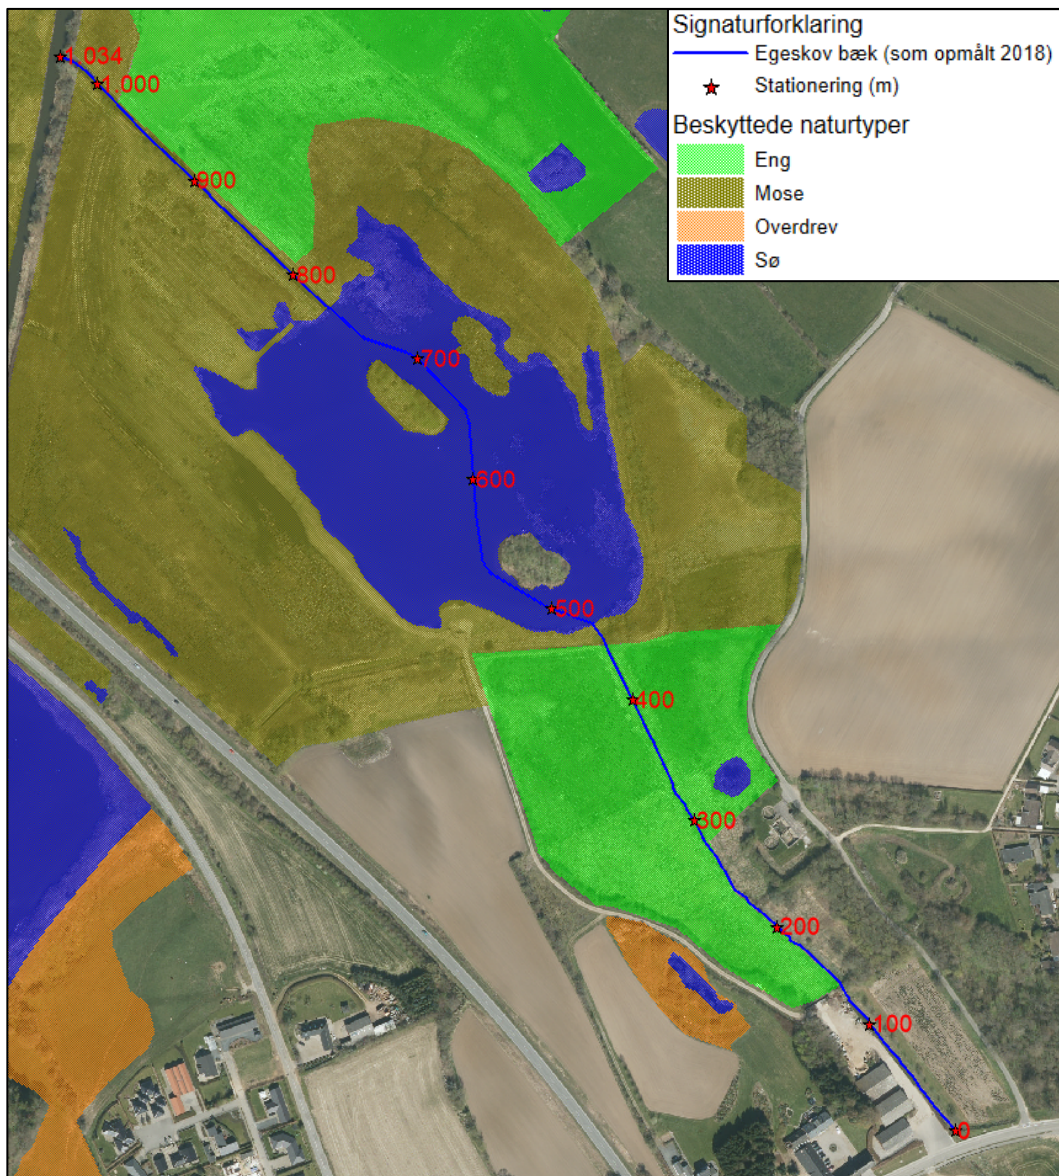 Signaturforklaring
Egeskov bæk (som opmålt 2018)
Stationering (m)
Beskyttede naturtyper
Eng
Mose
Overdrev
Sø
1.034
1.000
900
800
700
600
500
400
300
200
100
0